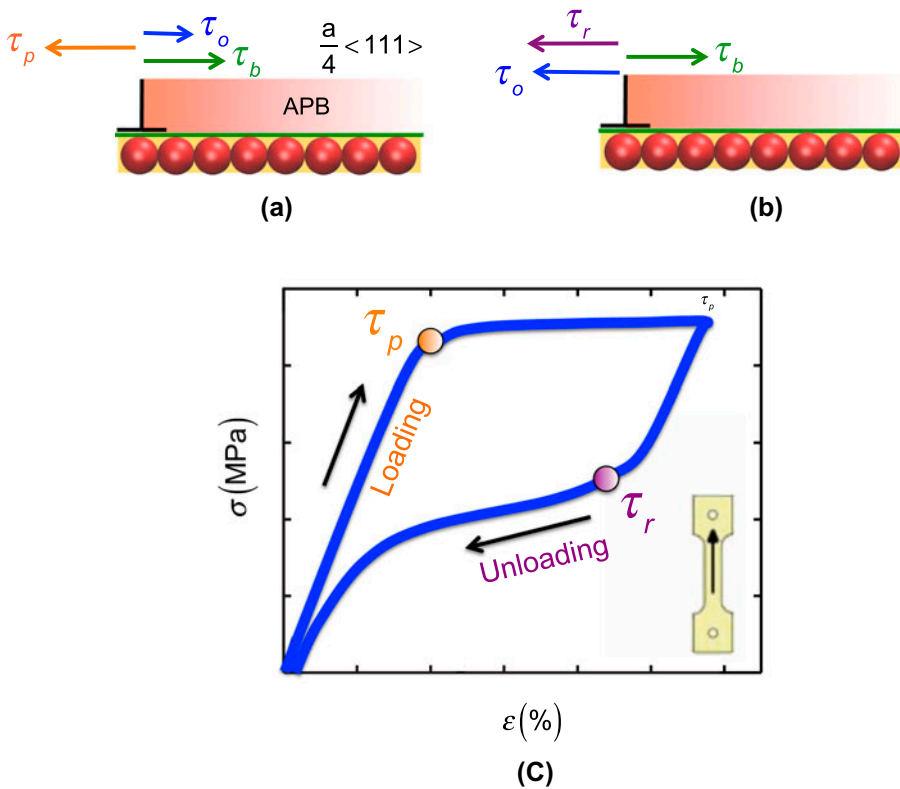 τp τo τb a/4 <111>
APB
(a)
τr τo τb
(b)
τp
τp
Loading
σ(MPa)
τr
Unloading
ε(%)
(C)